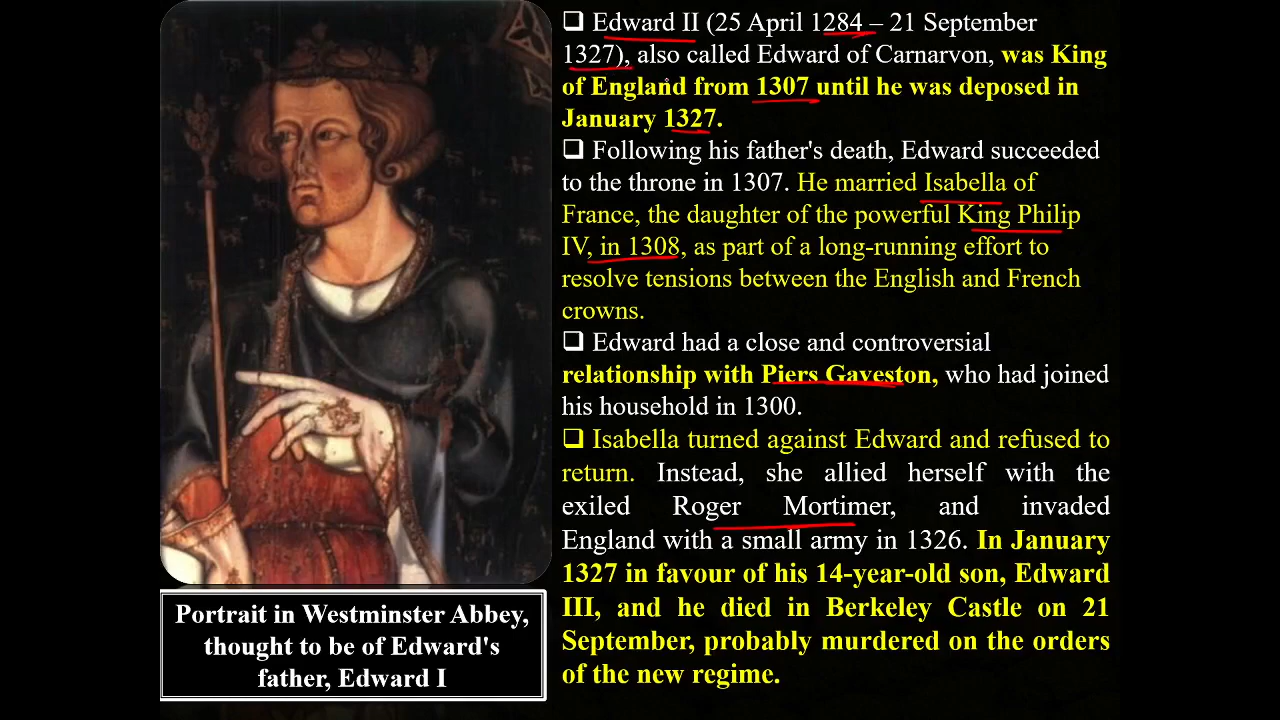 ❑ Edward II (25 April 1284 – 21 September
1327), also called Edward of Carnarvon, was King
of England from 1307 until he was deposed in
January 1327.
❑ Following his father's death, Edward succeeded
to the throne in 1307. He married Isabella of
France, the daughter of the powerful King Philip
IV, in 1308, as part of a long-running effort to
resolve tensions between the English and French
crowns.
❑ Edward had a close and controversial
relationship with Piers Gaveston, who had joined
his household in 1300.
❑ Isabella turned against Edward and refused to
return. Instead, she allied herself with the
exiled Roger Mortimer, and invaded
England with a small army in 1326. In January
1327 in favour of his 14-year-old son, Edward
III, and he died in Berkeley Castle on 21
September, probably murdered on the orders
of the new regime.
Portrait in Westminster Abbey,
thought to be of Edward's
father, Edward I